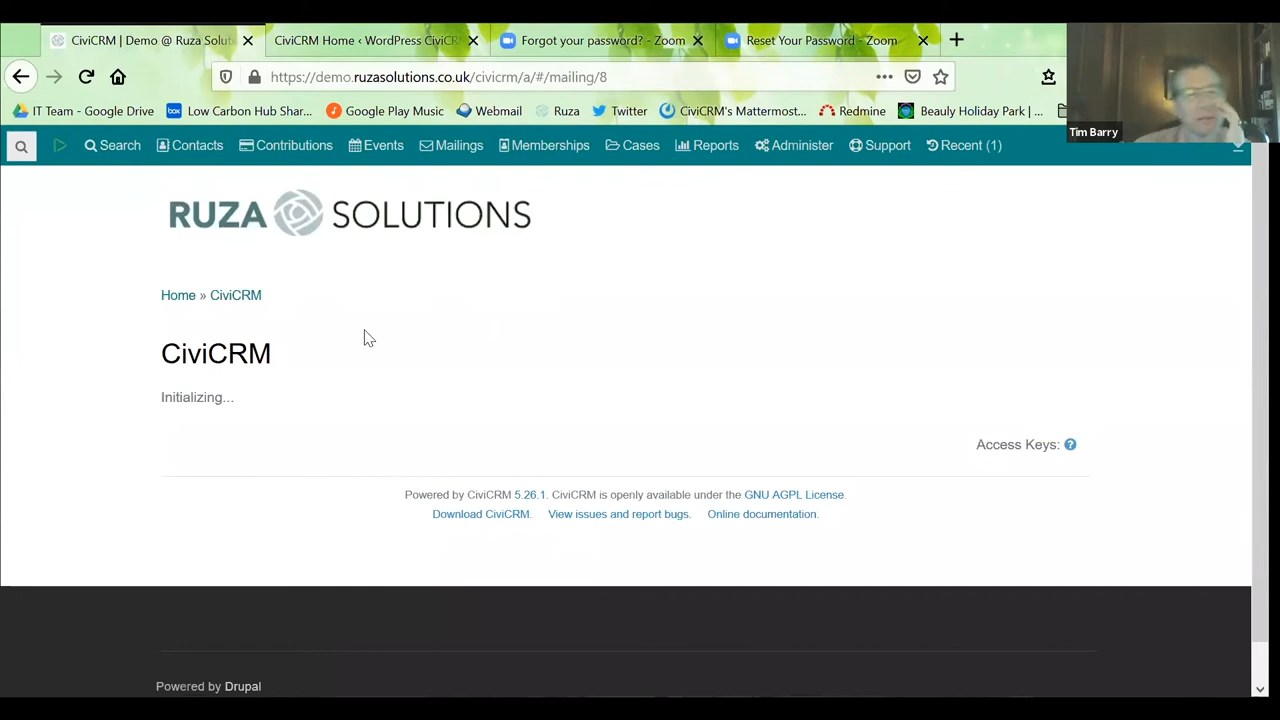 CiviCRM | Demo @ Ruza Solut
CiviCRM Home ‹ WordPress CiviCR
Forgot your password? - Zoom
Reset Your Password - Zoom
https://demo.ruzasolutions.co.uk/civicrm/a/#/mailing/8
IT Team - Google Drive
Low Carbon Hub Shar...
Google Play Music
Webmail
Ruza
Twitter
CiviCRM's Mattermost...
Redmine
Beauly Holiday Park | ...
Tim Barry
Search Contacts Contributions Events Mailings Memberships Cases Reports Administer Support Recent (1)
RUZA SOLUTIONS
Home » CiviCRM
CiviCRM
Initializing...
Access Keys: ?
Powered by CiviCRM 5.26.1. CiviCRM is openly available under the GNU AGPL License.
Download CiviCRM. View issues and report bugs. Online documentation.
Powered by Drupal